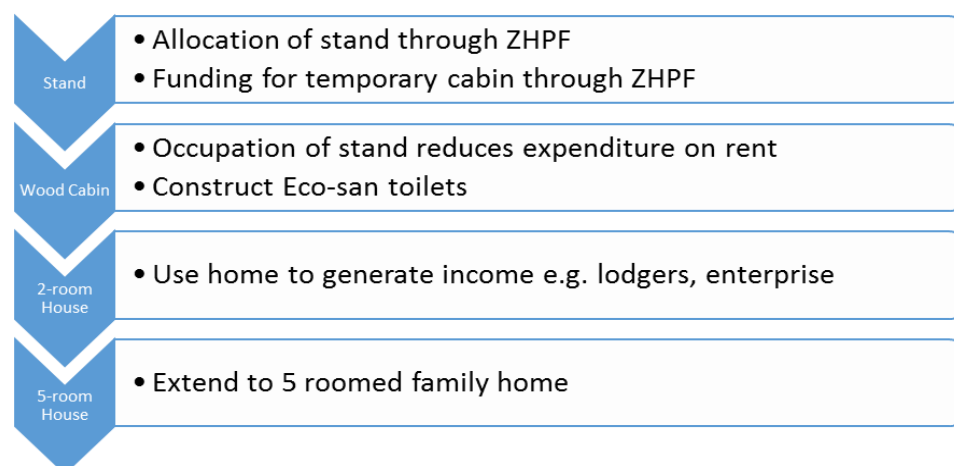 Stand
• Allocation of stand through ZHPF
• Funding for temporary cabin through ZHPF
Wood Cabin
• Occupation of stand reduces expenditure on rent
• Construct Eco-san toilets
2-room
House
• Use home to generate income e.g. lodgers, enterprise
5-room
House
• Extend to 5 roomed family home